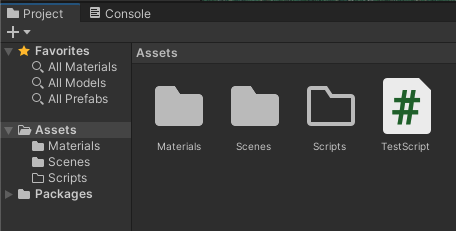 Project Console
Favorites
All Materials
All Models
All Prefabs
Assets
Materials
Scenes
Scripts
Packages
Assets
Materials Scenes Scripts TestScript